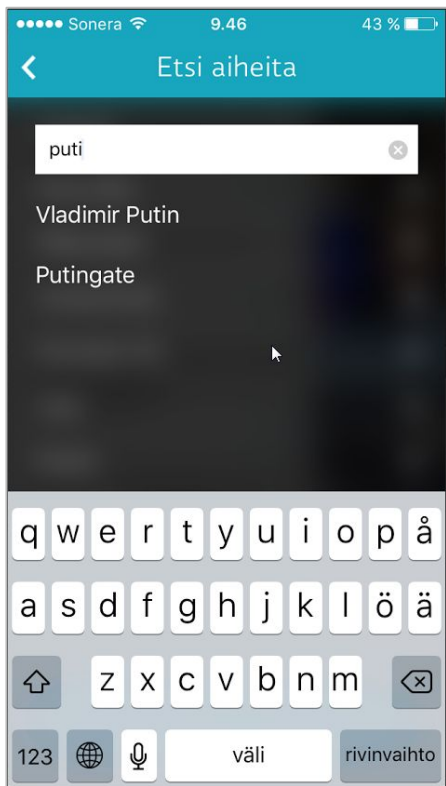 Sonera 9.46 43 %
Etsi aiheita
puti
Vladimir Putin
Putingate
q w e r t y u i o p å
a s d f g h j k l ö ä
z x c v b n m
123 väli rivinvaihto